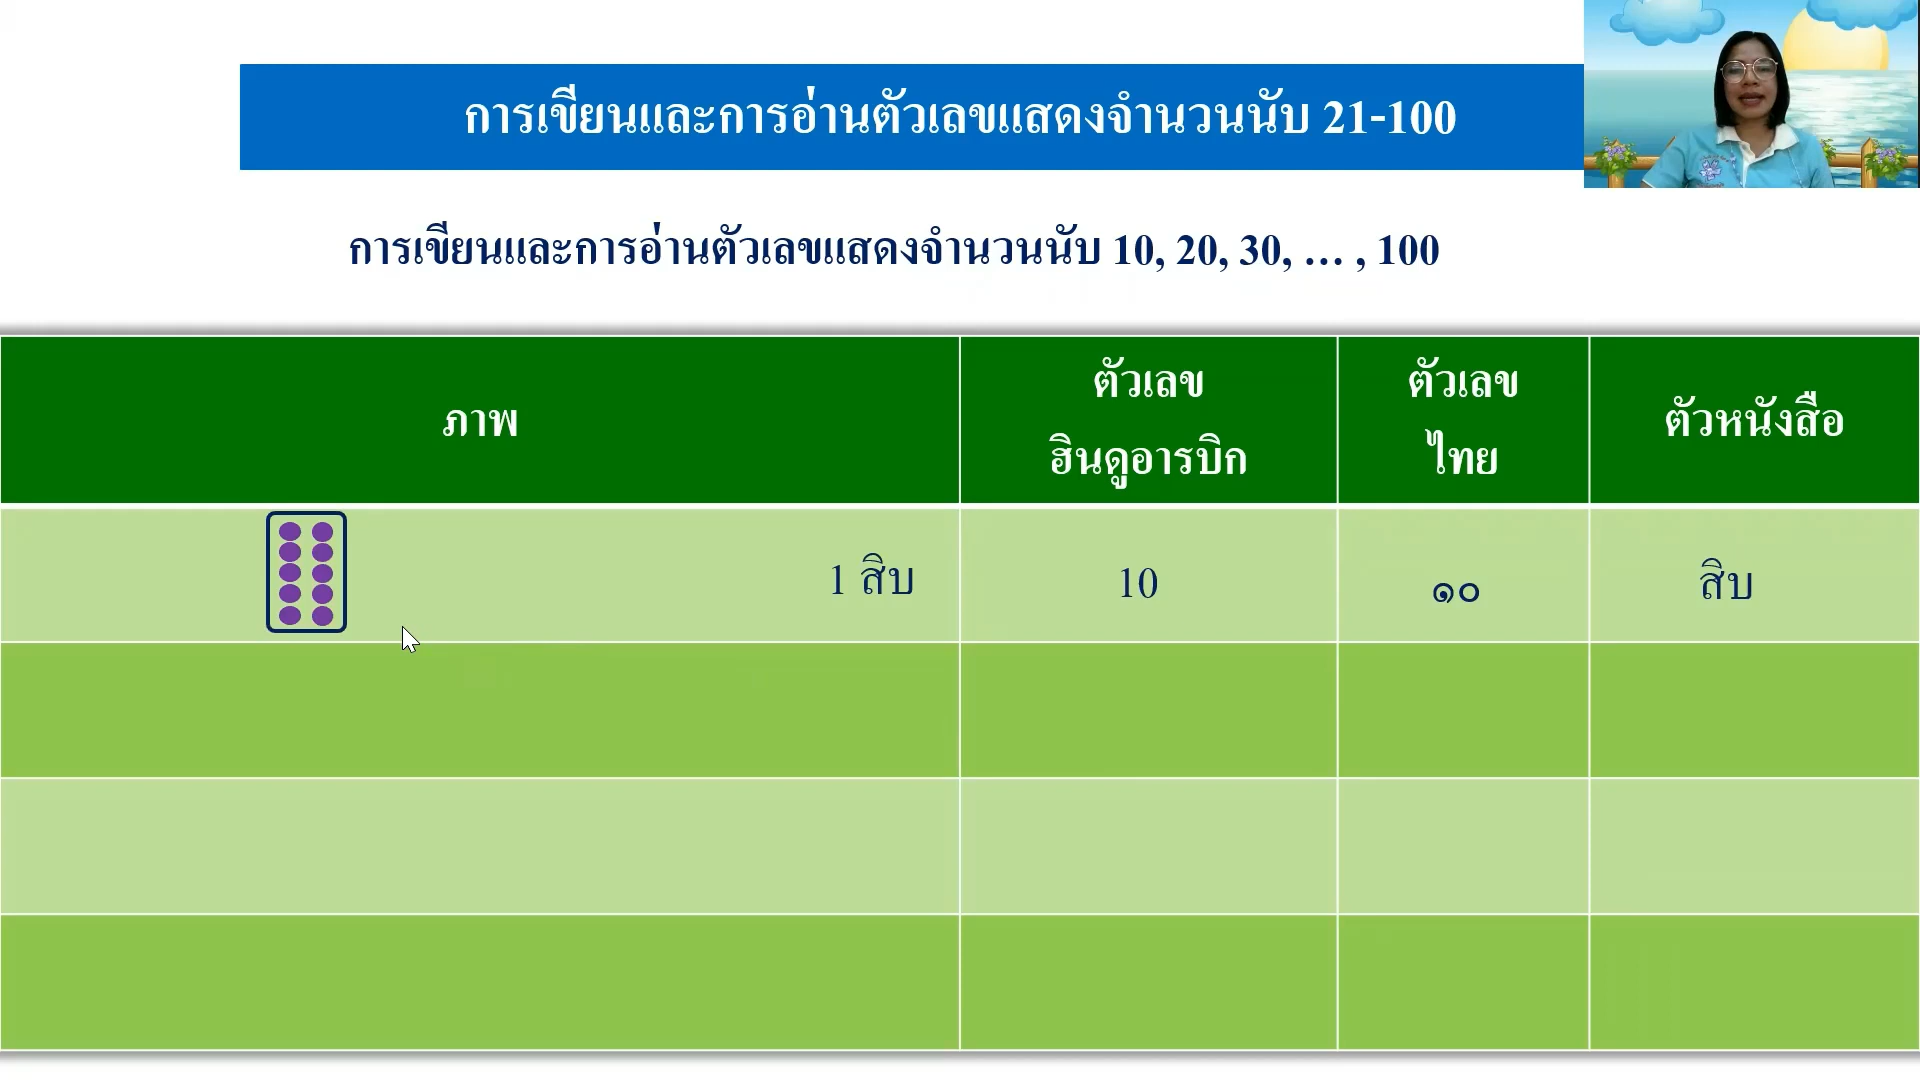 การเขียนและการอ่านตัวเลขแสดงจำนวนนับ 21-100
การเขียนและการอ่านตัวเลขแสดงจำนวนนับ 10, 20, 30, … , 100
ภาพ
ตัวเลข
ฮินดูอารบิก
ตัวเลข
ไทย
ตัวหนังสือ
1 สิบ
10
๑๐
สิบ